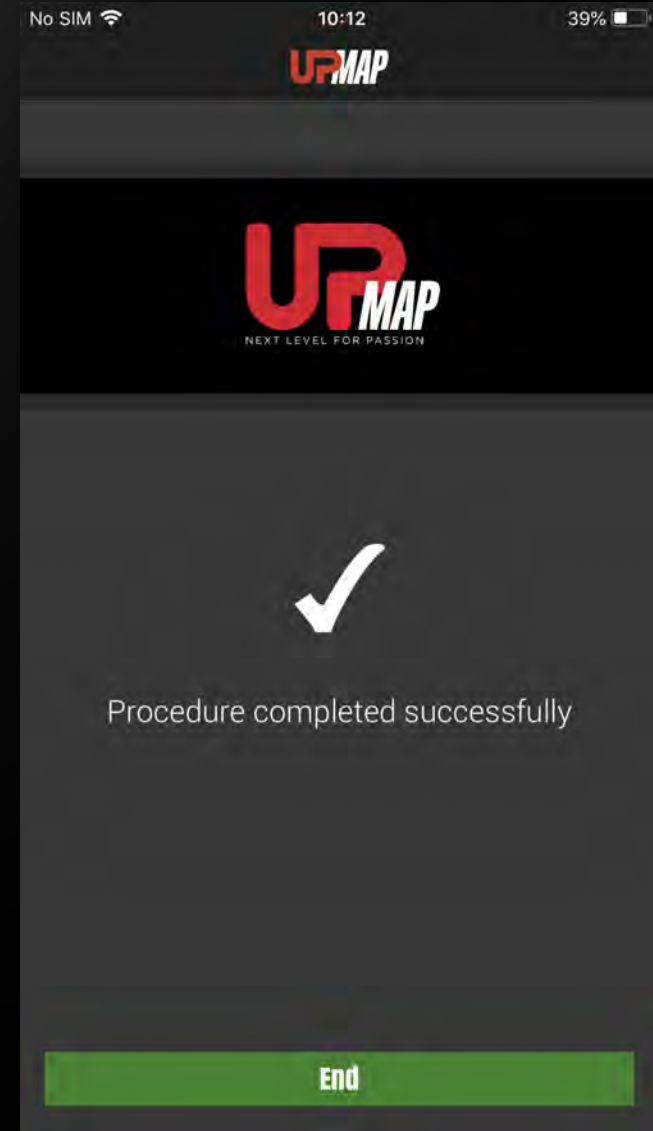 No SIM 10:12 39%
UPMAP
UPMAP
NEXT LEVEL FOR PASSION
Procedure completed successfully
End